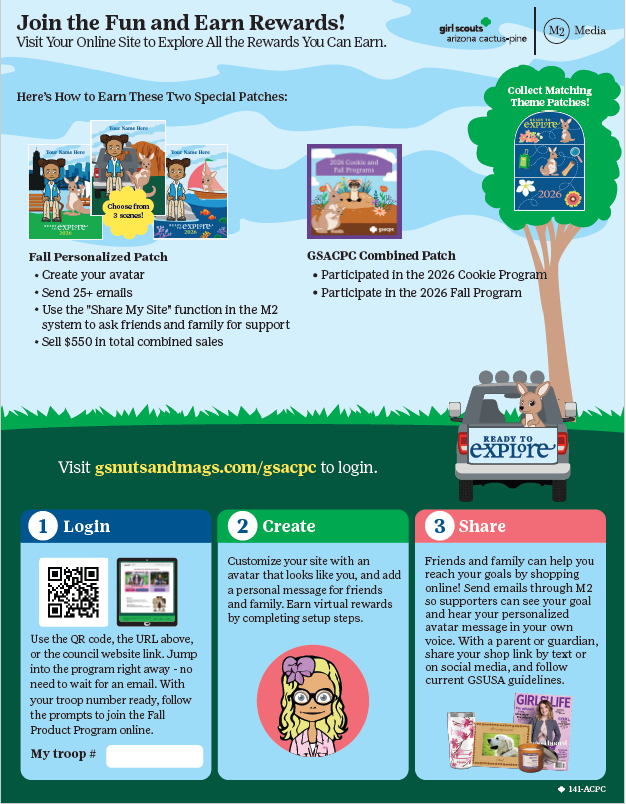 Join the Fun and Earn Rewards!
Visit Your Online Site to Explore All the Rewards You Can Earn.
girl scouts
arizona cactus-pine
M2 Media
Here's How to Earn These Two Special Patches:
Collect Matching
Theme Patches!
READY TO
EXPLORE
2026
Your Name Here
Your Name Here
Your Name Here
Choose from
3 scenes!
READY TO
EXPLORE
2026
READY TO
EXPLORE
2026
2026 Cookie and
Fall Programs
gsacpc
Fall Personalized Patch
• Create your avatar
• Send 25+ emails
• Use the "Share My Site" function in the M2
system to ask friends and family for support
• Sell $550 in total combined sales
GSACPC Combined Patch
• Participated in the 2026 Cookie Program
• Participate in the 2026 Fall Program
READY TO
EXPLORE
Visit gsnutsandmags.com/gsacpc to login.
1 Login
Use the QR code, the URL above,
or the council website link. Jump
into the program right away - no
need to wait for an email. With
your troop number ready, follow
the prompts to join the Fall
Product Program online.
My troop #
2 Create
Customize your site with an
avatar that looks like you, and add
a personal message for friends
and family. Earn virtual rewards
by completing setup steps.
3 Share
Friends and family can help you
reach your goals by shopping
online! Send emails through M2
so supporters can see your goal
and hear your personalized
avatar message in your own
voice. With a parent or guardian,
share your shop link by text or
on social media, and follow
current GSUSA guidelines.
GIRLS' LIFE
141-ACPC